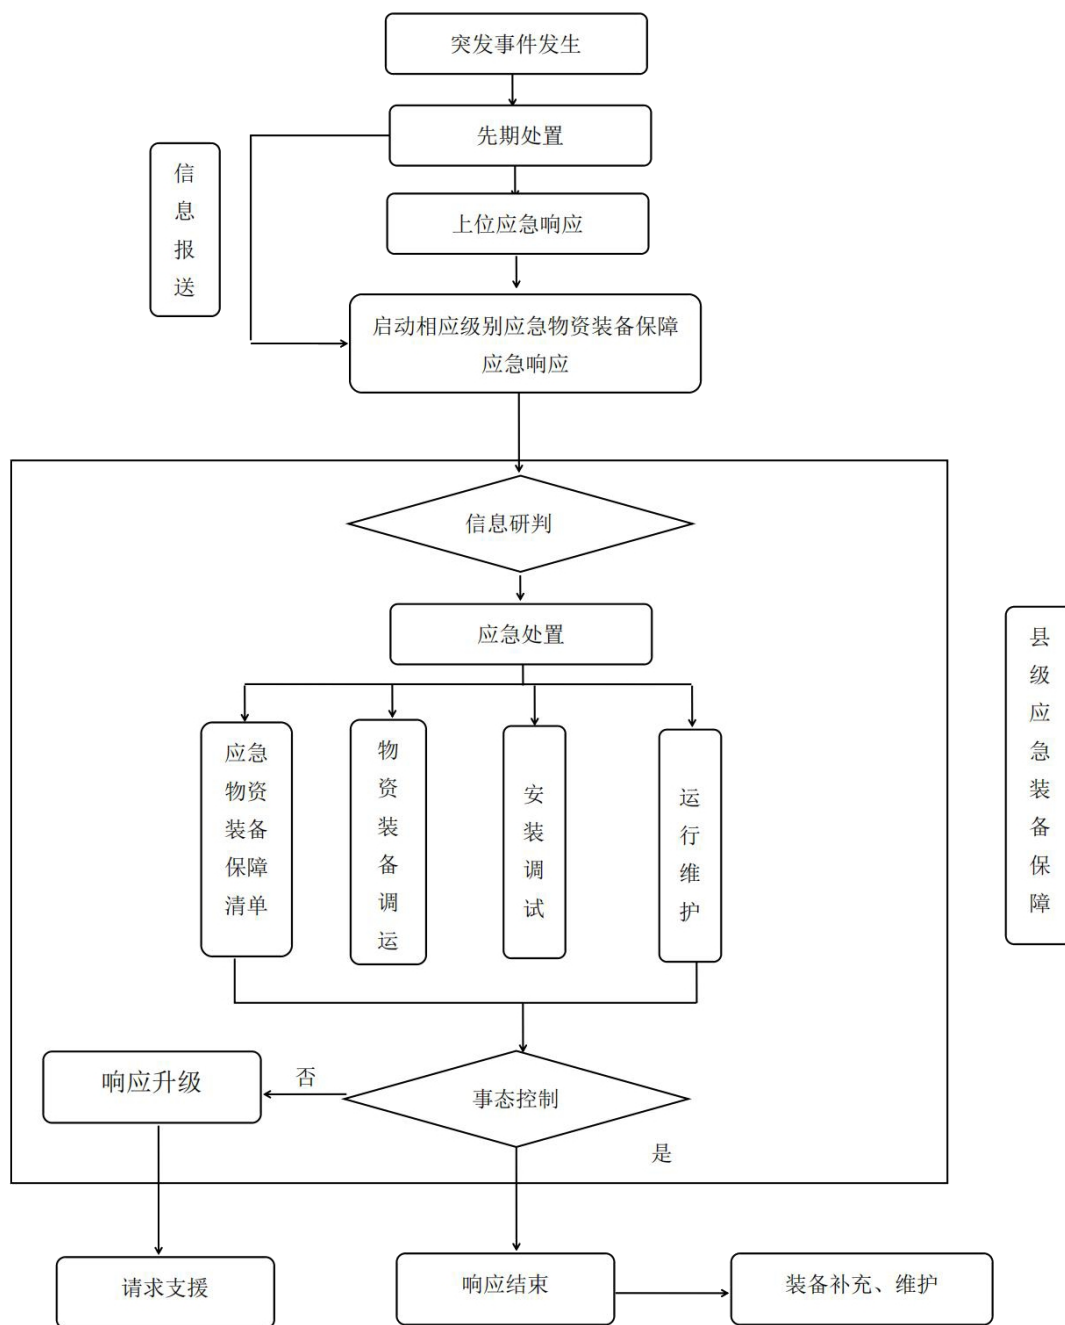 突发事件发生
先期处置
信息报送
上位应急响应
启动相应级别应急物资装备保障
应急响应
信息研判
应急处置
县级应急装备保障
应急
物资
装备
保障
清单
物资装备调运
安装调试
运行维护
响应升级
否
事态控制
是
请求支援
响应结束
装备补充、维护